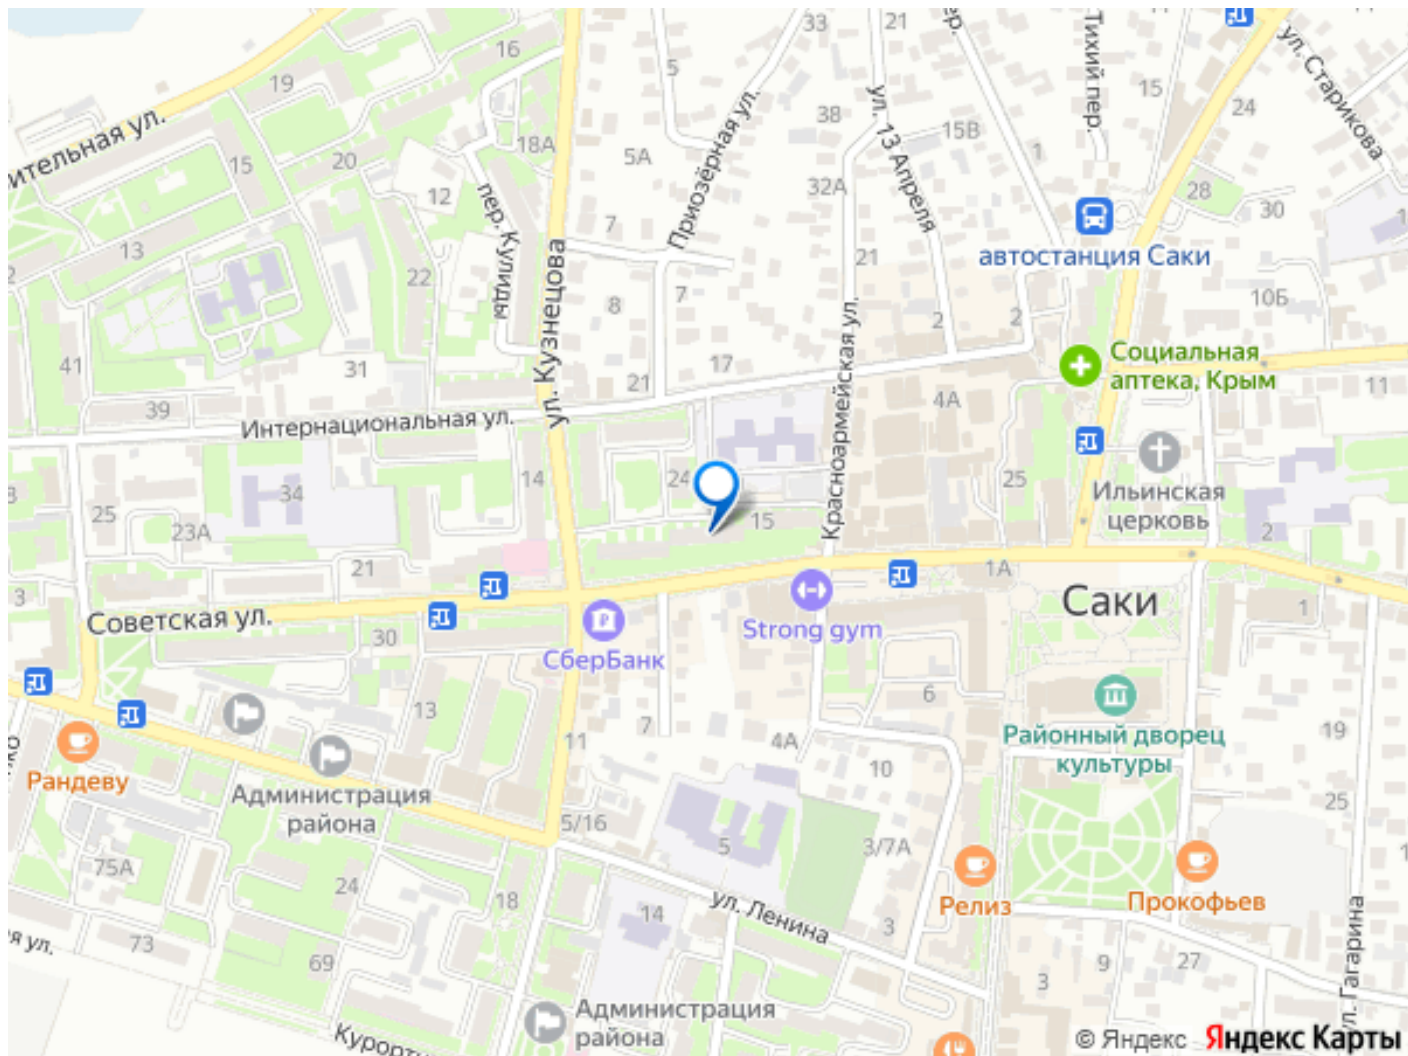 16
19
ительная ул.
15
20
18А
12
пер. Кулиды
22
13
2
41
39
31
Интернациональная ул.
ул. Кузнецова
14
34
25
23А
21
3
Советская ул.
30
33
21
5
5А
38
Приозёрная ул.
32А
7
8
7
17
21
24
15
ул. 13 Апреля
15В
пер.
Тихий пер.
1
15
24
ул. Старикова
28
30
автостанция Саки
21
2
2
10Б
Красноармейская ул.
4А
25
Социальная
аптека, Крым
11
Ильинская
церковь
2
1А
Саки
1
Strong gym
СберБанк
6
Районный дворец
культуры
19
25
13
11
7
4А
10
Рандеву
Администрация
района
5/16
5
3/7А
75А
24
18
14
ул. Ленина
3
Релиз
Прокофьев
73
69
ул.
3
9
27
ул. Гагарина
Администрация
района
© Яндекс Яндекс Карты